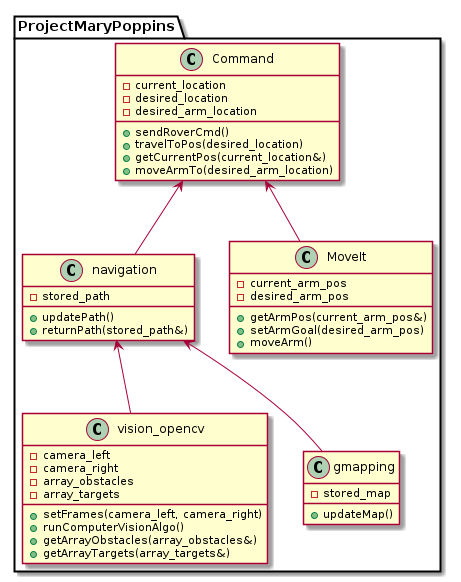 ProjectMaryPoppins
C Command
current_location
desired_location
desired_arm_location
sendRoverCmd()
travelToPos(desired_location)
getCurrentPos(current_location&)
moveArmTo(desired_arm_location)
C navigation
stored_path
updatePath()
returnPath(stored_path&)
C MoveIt
current_arm_pos
desired_arm_pos
getArmPos(current_arm_pos&)
setArmGoal(desired_arm_pos)
moveArm()
C vision_opencv
camera_left
camera_right
array_obstacles
array_targets
setFrames(camera_left, camera_right)
runComputerVisionAlgo()
getArrayObstacles(array_obstacles&)
getArrayTargets(array_targets&)
C gmapping
stored_map
updateMap()